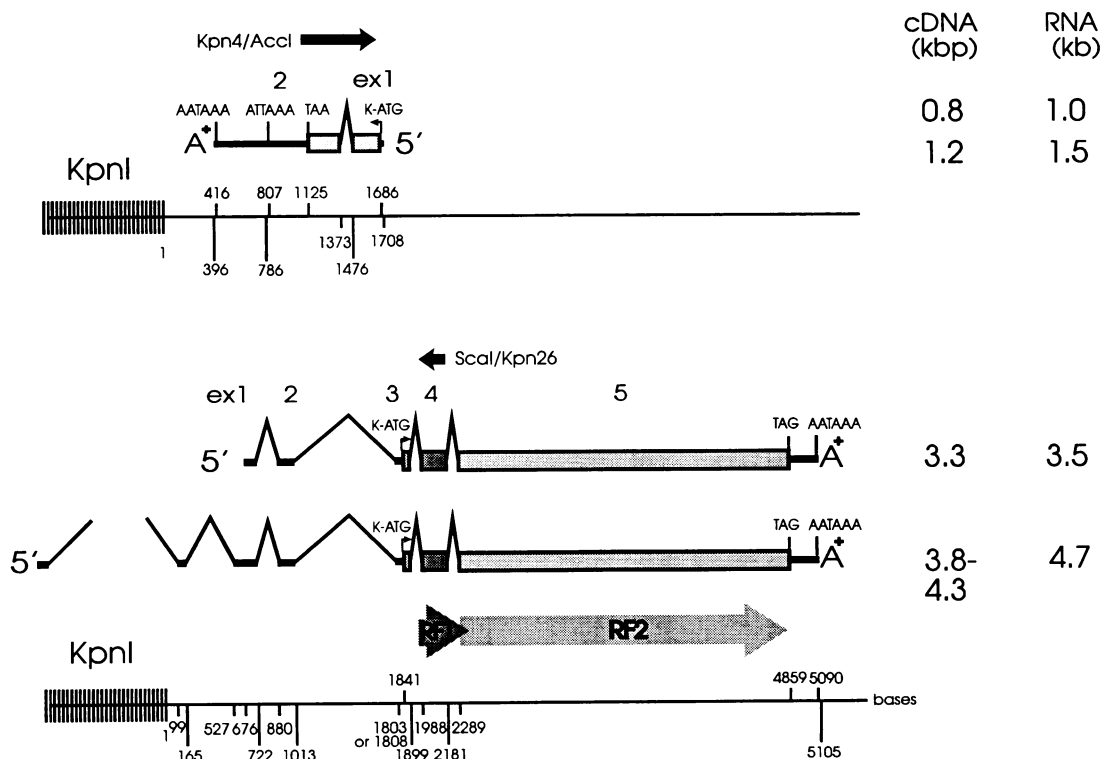 cDNA (kbp) RNA (kb)
Kpn4/AccI
2 ex1 0.8 1.0
AATAAA ATTAAA TAA K-ATG
A+ 5′ 1.2 1.5
KpnI
416 807 1125 1686
1 1373 1708
396 786 1476
ScaI/Kpn26
ex1 2 3 4 5
K-ATG TAG AATAAA
5′ A+ 3.3 3.5
K-ATG TAG AATAAA
5′ A+ 3.8- 4.7
4.3
RF2
KpnI
1841 4859 5090
bases
1 99 527 676 880 1803 1988 2289
or 1808
165 722 1013 1899 2181 5105